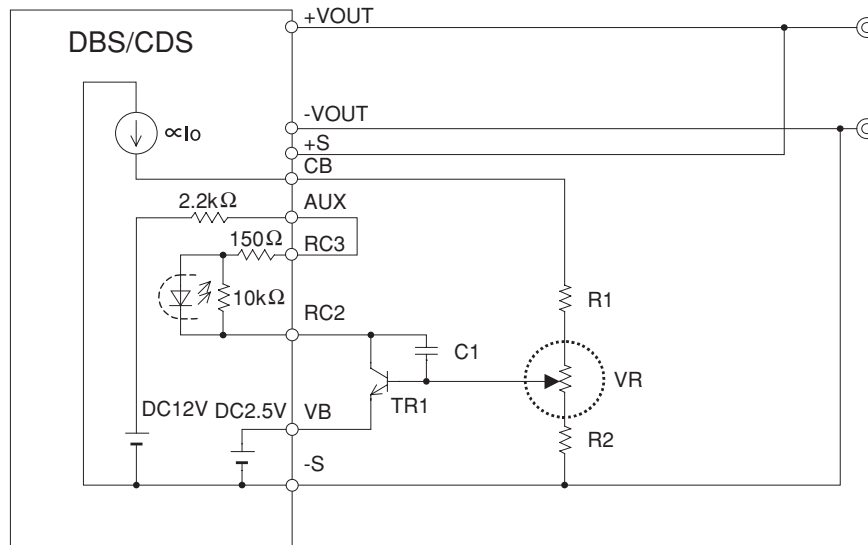 +VOUT
DBS/CDS
-VOUT
∝Io
+S
CB
2.2kΩ
AUX
150Ω
RC3
10kΩ
R1
RC2
C1
VR
TR1
DC12V DC2.5V VB
R2
-S